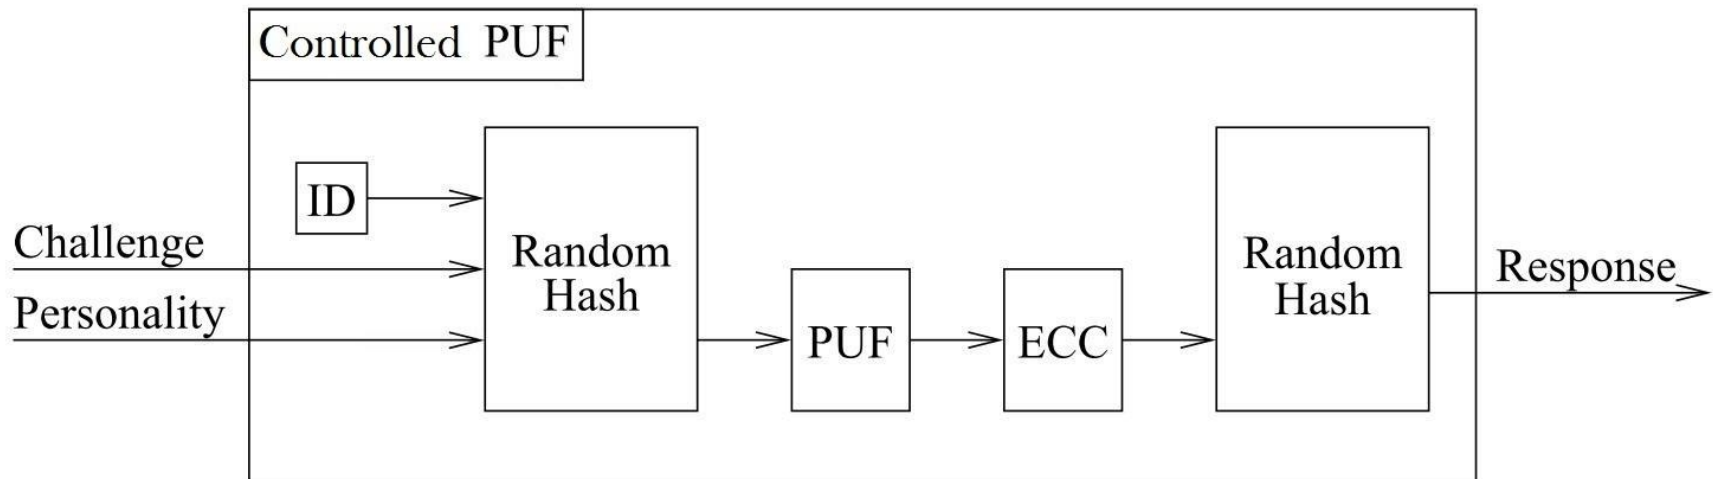 Controlled PUF
ID
Challenge
Personality
Random
Hash
PUF
ECC
Random
Hash
Response